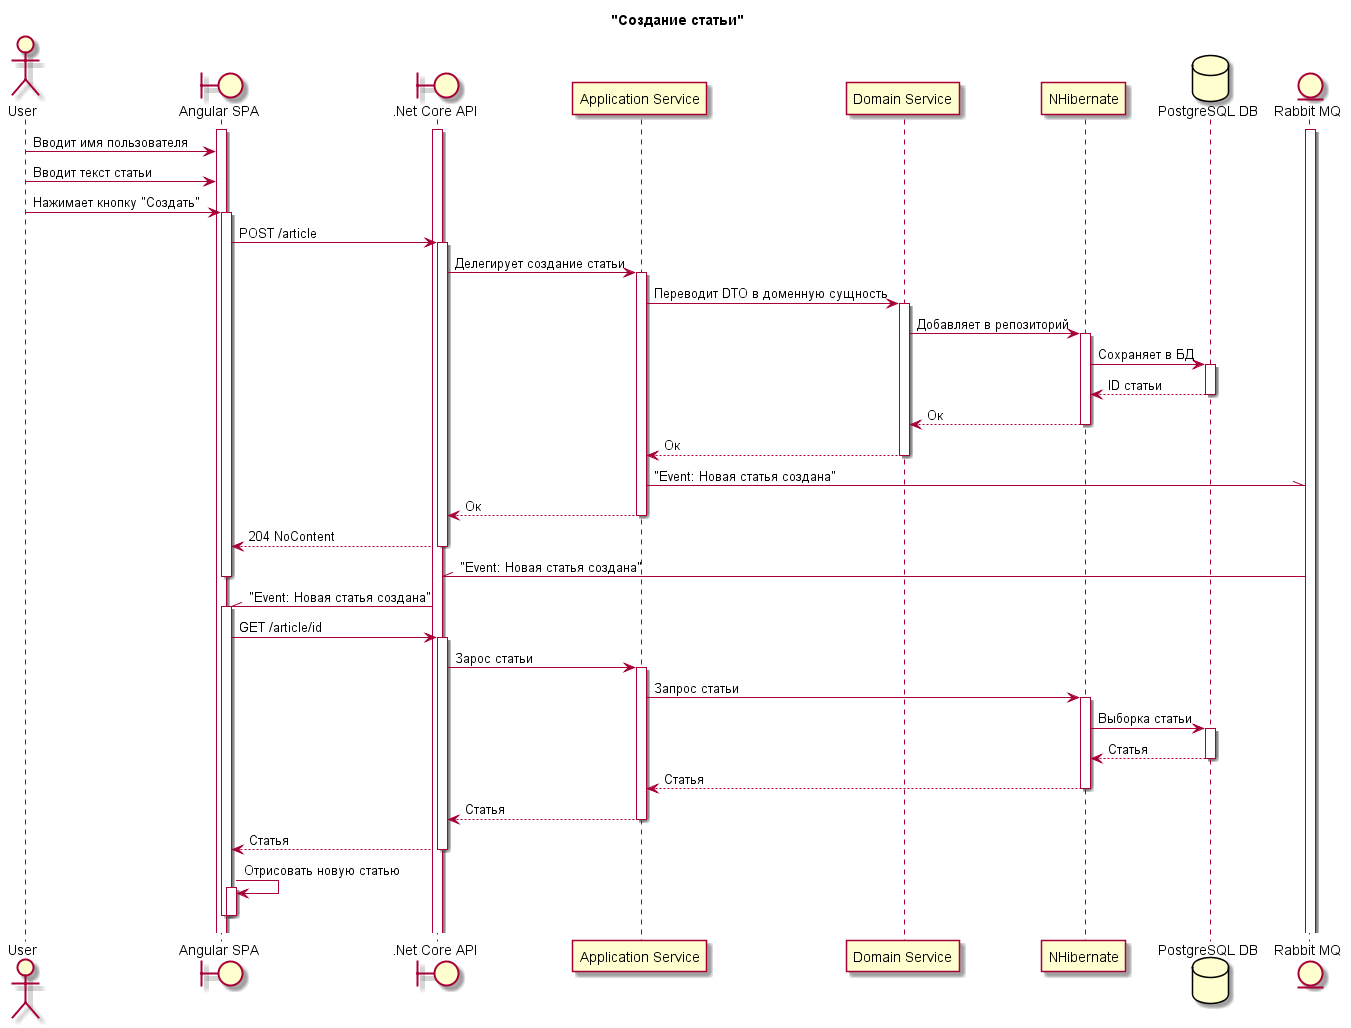 "Создание статьи"
User
Angular SPA
.Net Core API
Application Service
Domain Service
NHibernate
PostgreSQL DB
Rabbit MQ
Вводит имя пользователя
Вводит текст статьи
Нажимает кнопку "Создать"
POST /article
Делегирует создание статьи
Переводит DTO в доменную сущность
Добавляет в репозиторий
Сохраняет в БД
ID статьи
Ок
Ок
"Event: Новая статья создана"
Ок
204 NoContent
"Event: Новая статья создана"
"Event: Новая статья создана"
GET /article/id
Зарос статьи
Запрос статьи
Выборка статьи
Статья
Статья
Статья
Статья
Отрисовать новую статью
User
Angular SPA
.Net Core API
Application Service
Domain Service
NHibernate
PostgreSQL DB
Rabbit MQ